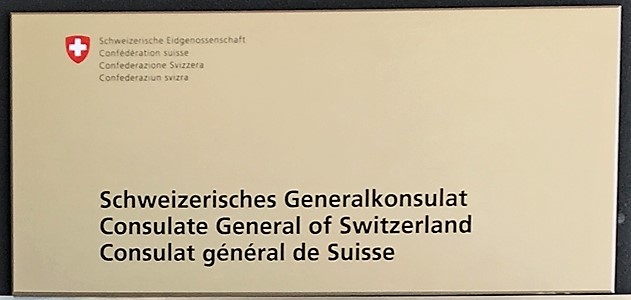 Schweizerische Eidgenossenschaft
Confédération suisse
Confederazione Svizzera
Confederaziun svizra
Schweizerisches Generalkonsulat
Consulate General of Switzerland
Consulat général de Suisse